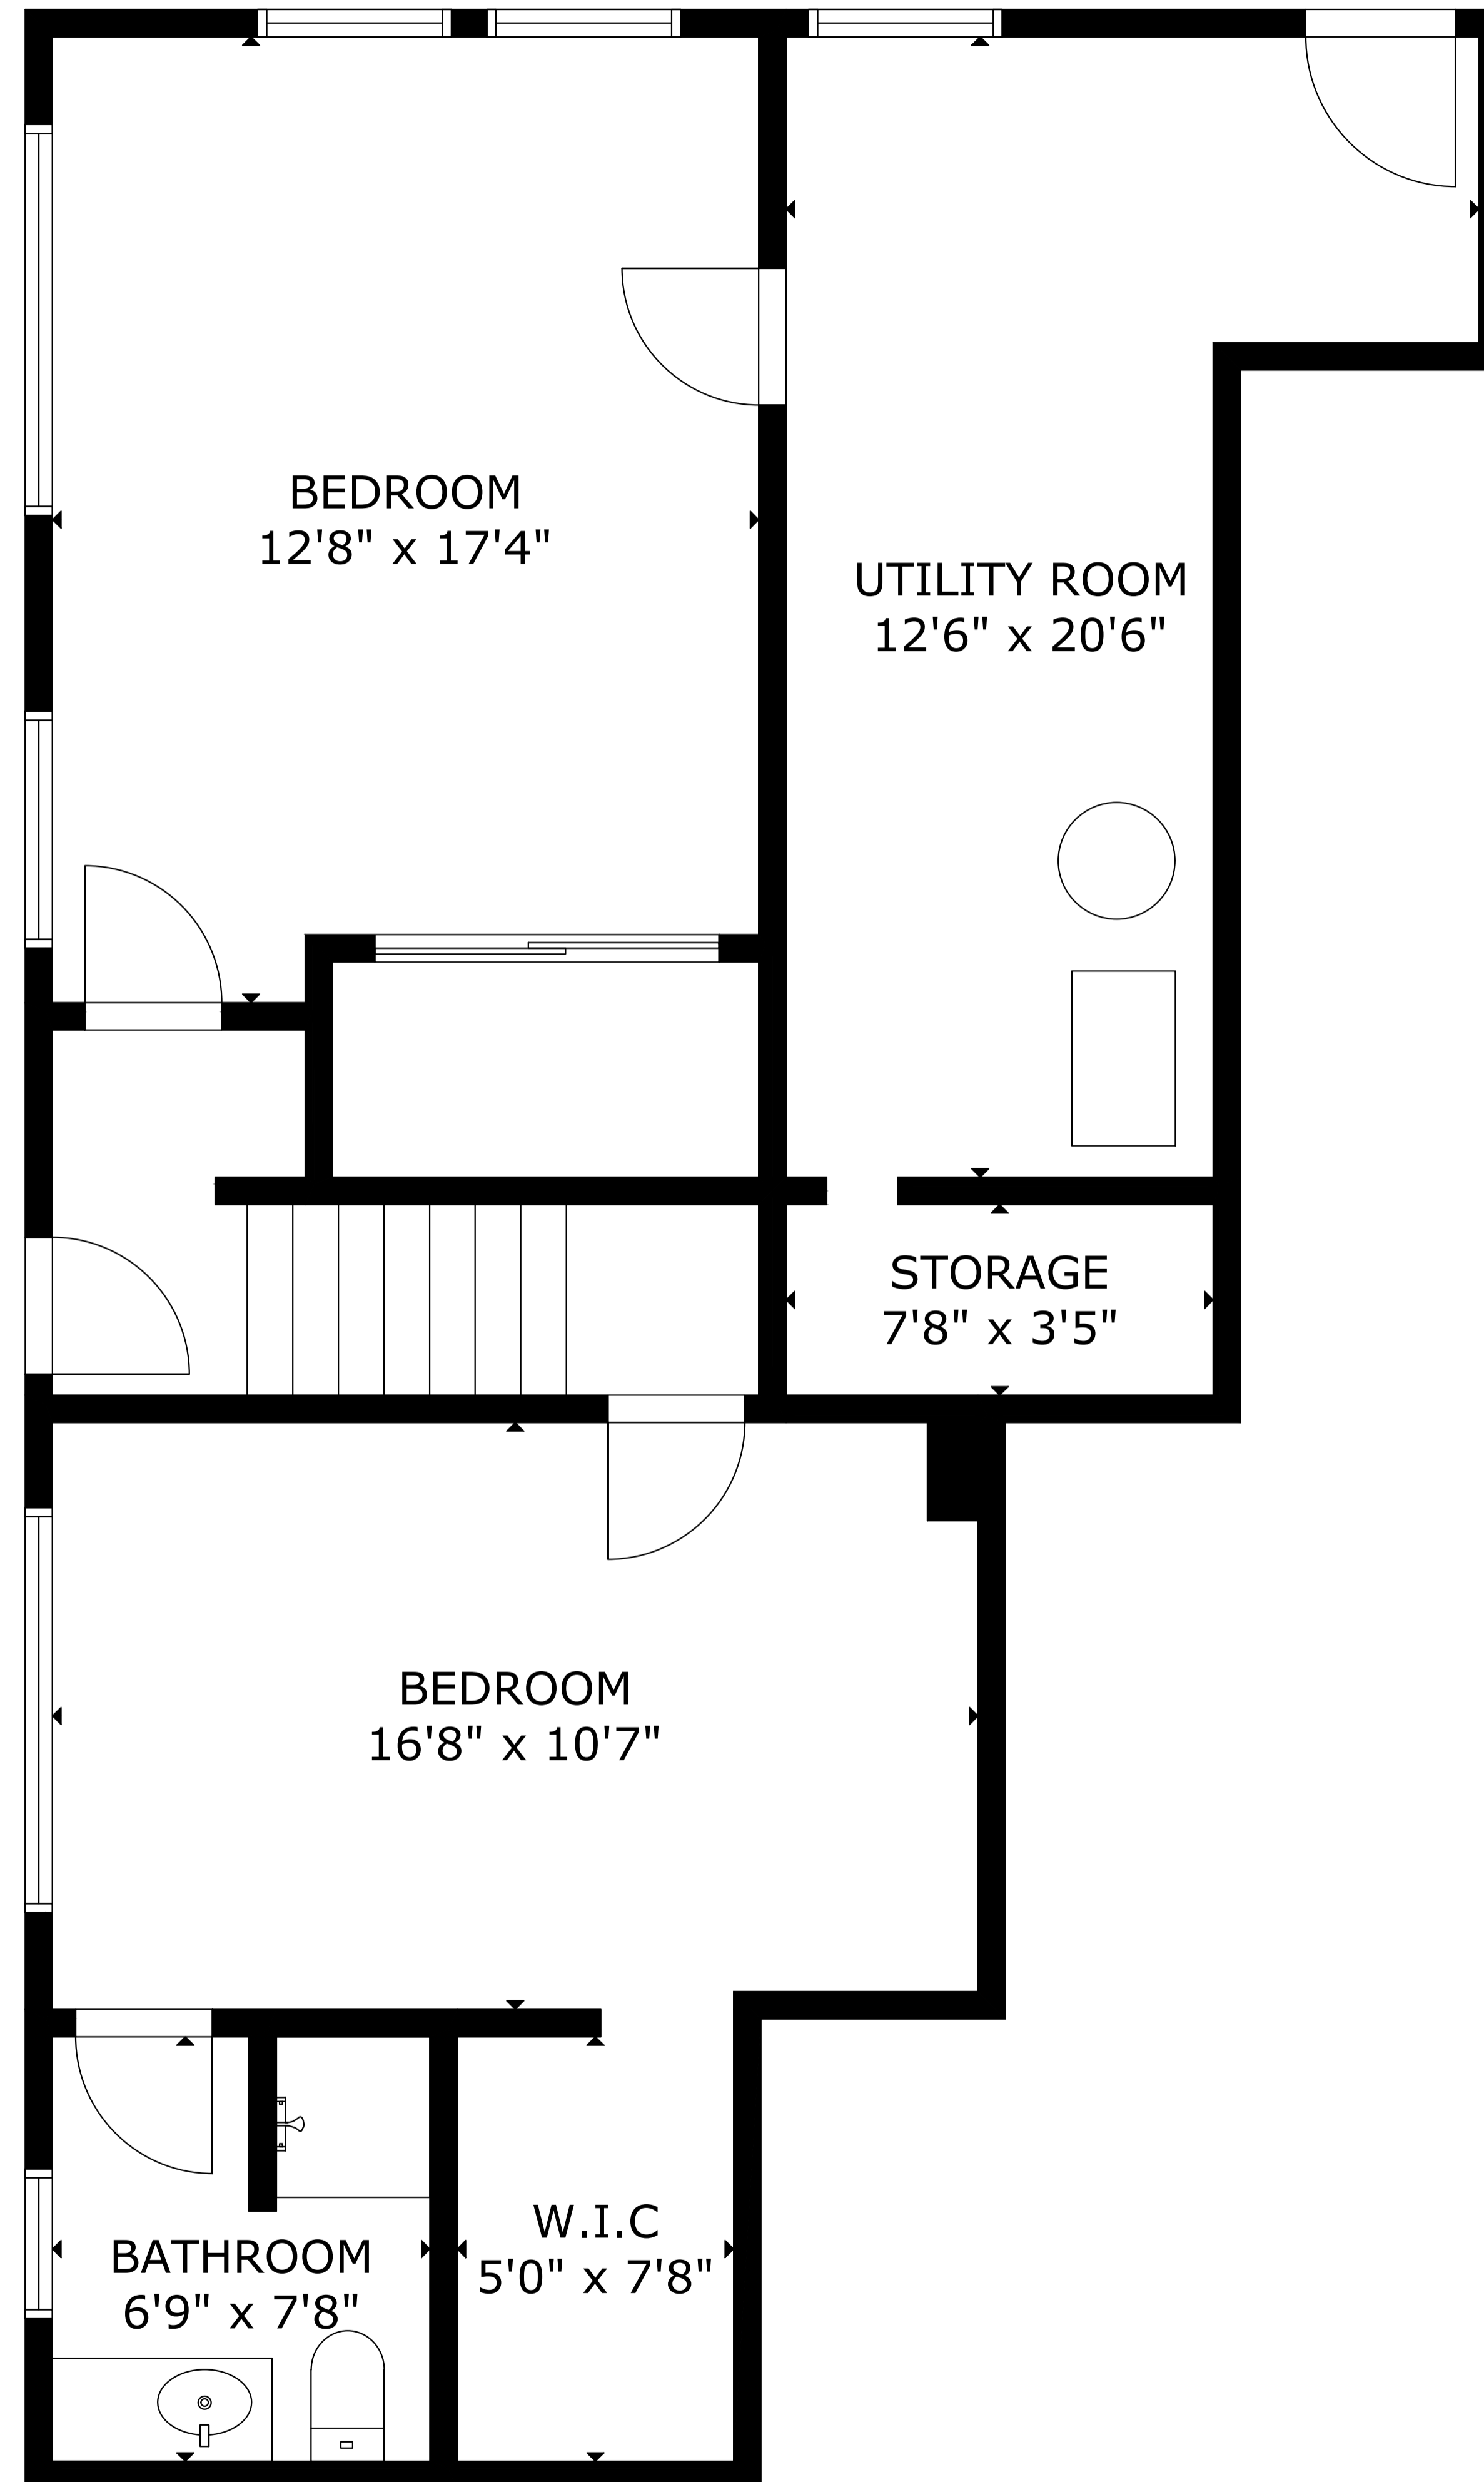 BEDROOM
12'8" x 17'4"
UTILITY ROOM
12'6" x 20'6"
STORAGE
7'8" x 3'5"
BEDROOM
16'8" x 10'7"
W.I.C
5'0" x 7'8"
BATHROOM
6'9" x 7'8"